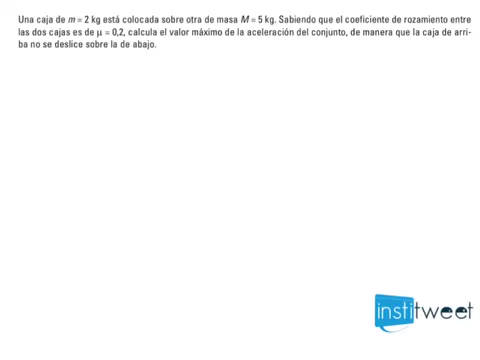 Una caja de m = 2 kg está colocada sobre otra de masa M = 5 kg. Sabiendo que el coeficiente de rozamiento entre
las dos cajas es de μ = 0,2, calcula el valor máximo de la aceleración del conjunto, de manera que la caja de arri-
ba no se deslice sobre la de abajo.
institweet